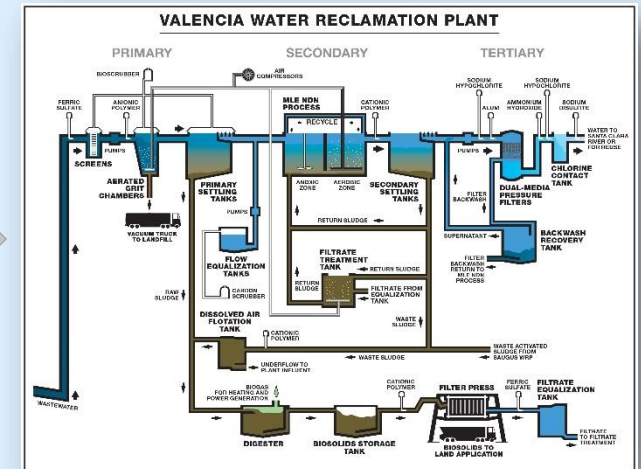 VALENCIA WATER RECLAMATION PLANT
PRIMARY
SECONDARY
TERTIARY
BIOSCRUBBER
AIR
COMPRESSORS
FERRIC
SULFATE
ANIONIC
POLYMER
MLE NDN
PROCESS
RECYCLE
CATIONIC
POLYMER
SODIUM
HYPOCHLORITE
ALUM
SODIUM
HYPOCHLORITE
AMMONIUM
HYDROXIDE
SODIUM
BISULFITE
WATER TO
SANTA CLARA
RIVER OR
FOR REUSE
PUMPS
SCREENS
AERATED
GRIT
CHAMBERS
VACUUM TRUCK
TO LANDFILL
PRIMARY
SETTLING
TANKS
ANOXIC
ZONE
AEROBIC
ZONE
SECONDARY
SETTLING
TANKS
PUMPS
DUAL-MEDIA
PRESSURE
FILTERS
CHLORINE
CONTACT
TANK
PUMPS
FLOW
EQUALIZATION
TANKS
CARBON
SCRUBBER
RETURN SLUDGE
FILTER
BACKWASH
SUPERNATANT
BACKWASH
RECOVERY
TANK
FILTER
BACKWASH
RETURN TO MLE
NDN
PROCESS
FILTRATE
TREATMENT
TANK
RETURN SLUDGE
RETURN
SLUDGE
FILTRATE FROM
EQUALIZATION
TANK
RAW
SLUDGE
WASTE
SLUDGE
DISSOLVED AIR
FLOTATION
TANK
CATIONIC
POLYMER
WASTE SLUDGE
WASTE ACTIVATED
SLUDGE FROM
SAUGUS WRP
UNDERFLOW TO
PLANT INFLUENT
WASTEWATER
BIOGAS
FOR HEATING AND
POWER GENERATION
DIGESTER
BIOSOLIDS STORAGE
TANK
CATIONIC
POLYMER
FILTER PRESS
BIOSOLIDS TO
LAND APPLICATION
FERRIC
SULFATE
FILTRATE
EQUALIZATION
TANK
FILTRATE
TO FILTRATE
TREATMENT